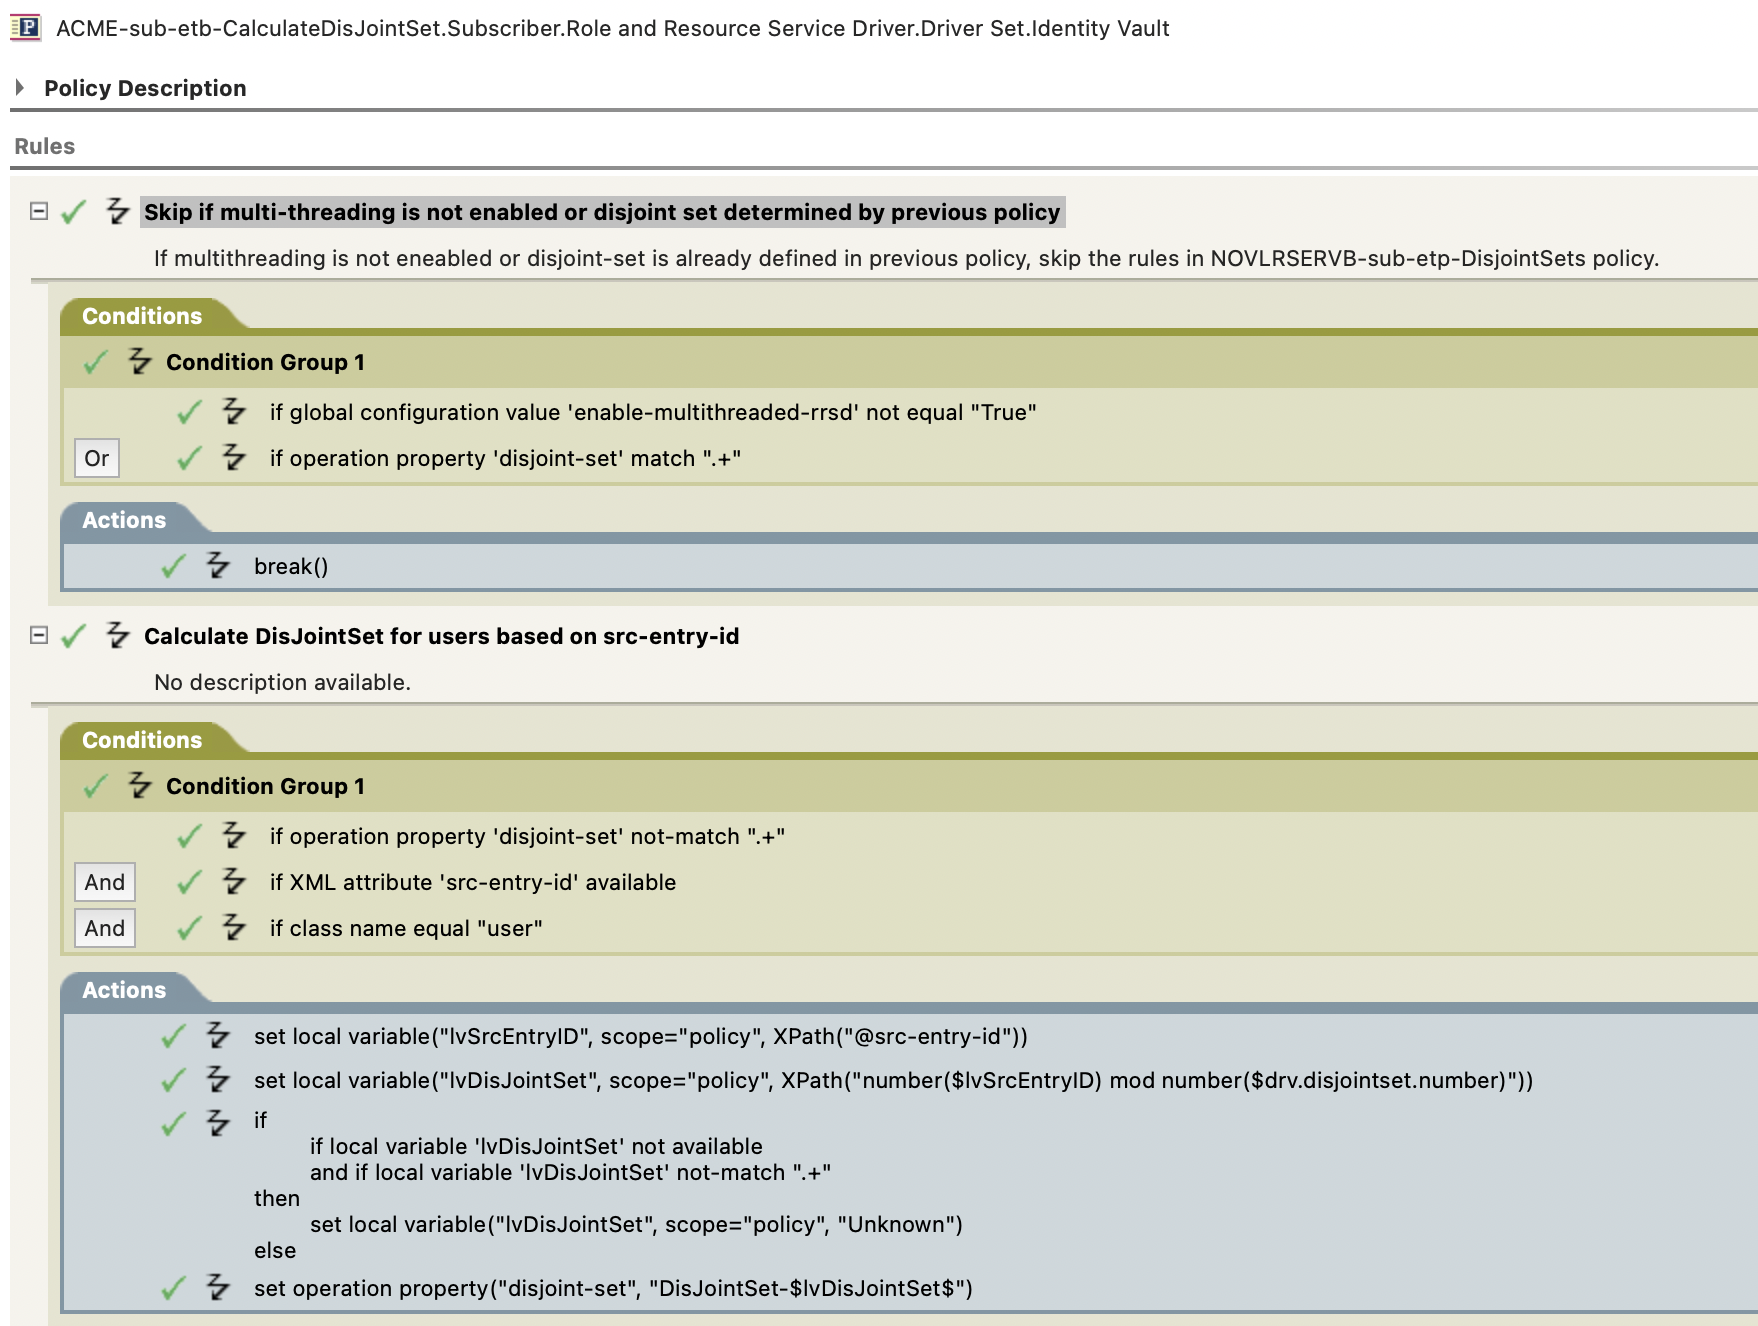 ACME-sub-etb-CalculateDisJointSet.Subscriber.Role and Resource Service Driver.Driver Set.Identity Vault
Policy Description
Rules
Skip if multi-threading is not enabled or disjoint set determined by previous policy
If multithreading is not eneabled or disjoint-set is already defined in previous policy, skip the rules in NOVLRSERVB-sub-etp-DisjointSets policy.
Conditions
Condition Group 1
if global configuration value 'enable-multithreaded-rrsd' not equal "True"
Or if operation property 'disjoint-set' match ".+"
Actions
break()
Calculate DisJointSet for users based on src-entry-id
No description available.
Conditions
Condition Group 1
if operation property 'disjoint-set' not-match ".+"
And if XML attribute 'src-entry-id' available
And if class name equal "user"
Actions
set local variable("lvSrcEntryID", scope="policy", XPath("@src-entry-id"))
set local variable("lvDisJointSet", scope="policy", XPath("number($lvSrcEntryID) mod number($drv.disjointset.number)"))
if
if local variable 'lvDisJointSet' not available
and if local variable 'lvDisJointSet' not-match ".+"
then
set local variable("lvDisJointSet", scope="policy", "Unknown")
else
set operation property("disjoint-set", "DisJointSet-$lvDisJointSet$")